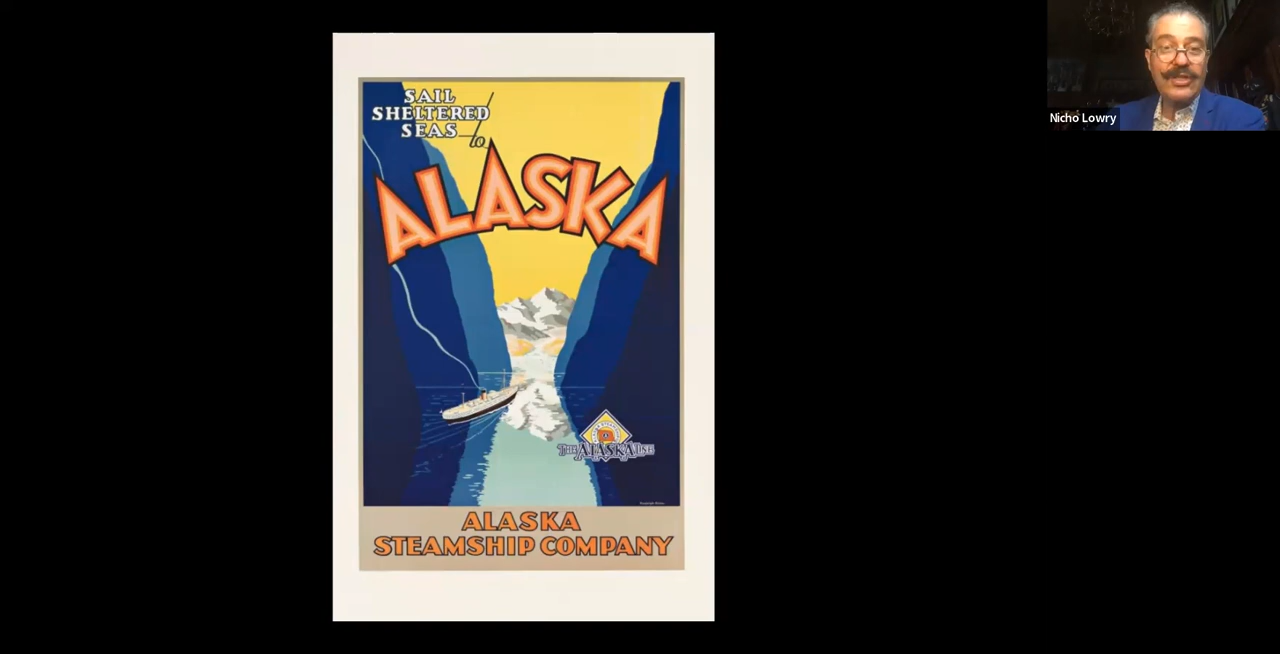 SAIL
SHELTERED
SEAS
to
ALASKA
THE ALASKA LINE
ALASKA
STEAMSHIP COMPANY
Nicho Lowry